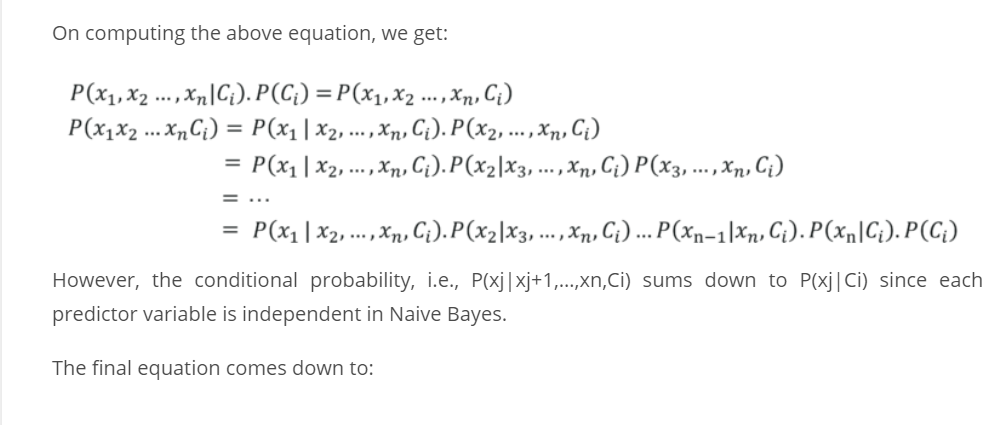 On computing the above equation, we get:
P(x₁, x₂ ..., xₙ|Cᵢ). P(Cᵢ) = P(x₁, x₂ ..., xₙ, Cᵢ)
P(x₁x₂ ... xₙCᵢ) = P(x₁ | x₂, ..., xₙ, Cᵢ). P(x₂, ..., xₙ, Cᵢ)
= P(x₁ | x₂, ..., xₙ, Cᵢ). P(x₂|x₃, ..., xₙ, Cᵢ) P(x₃, ..., xₙ, Cᵢ)
= ...
= P(x₁ | x₂, ..., xₙ, Cᵢ). P(x₂|x₃, ..., xₙ, Cᵢ) ... P(xₙ₋₁|xₙ, Cᵢ). P(xₙ|Cᵢ). P(Cᵢ)
However, the conditional probability, i.e., P(xj|xj+1,...,xn,Ci) sums down to P(xj|Ci) since each
predictor variable is independent in Naive Bayes.
The final equation comes down to: